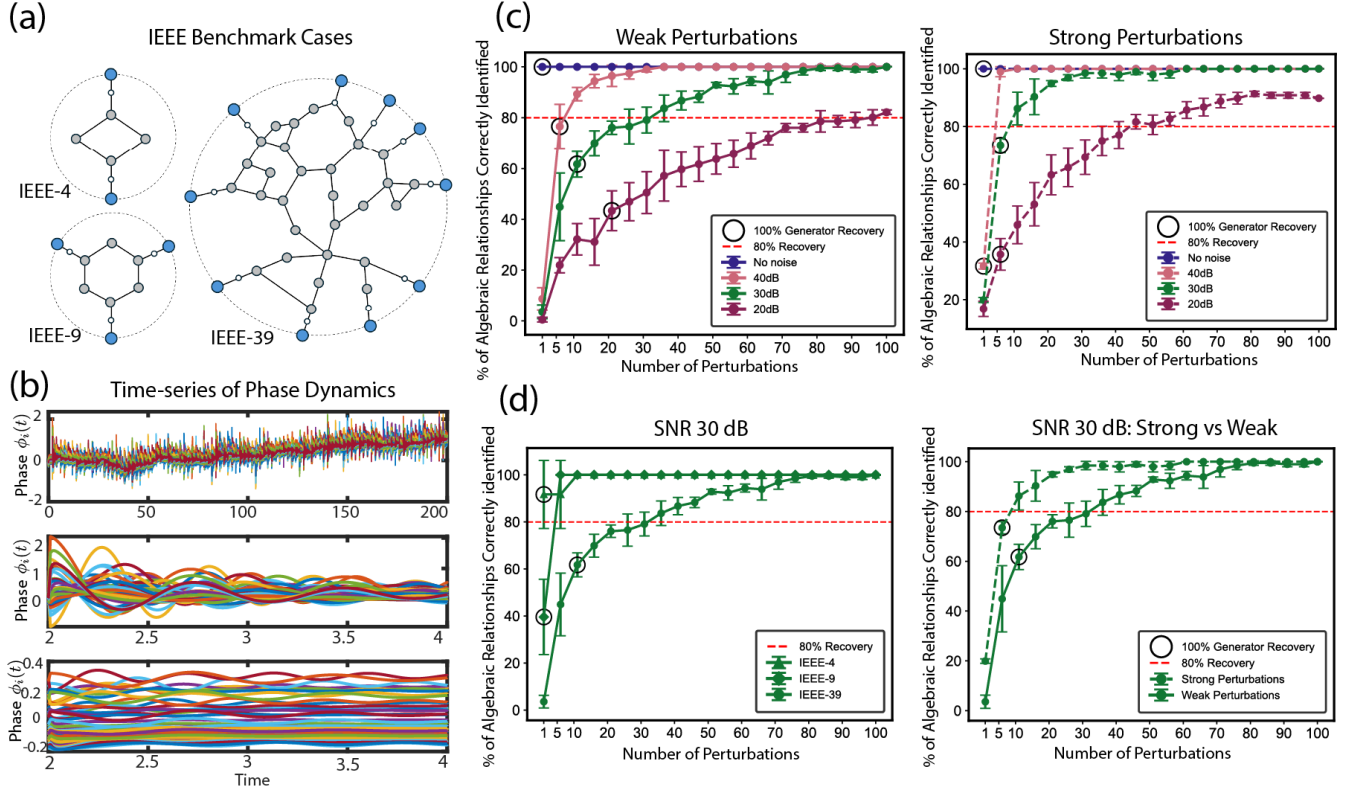 (a)
IEEE Benchmark Cases
IEEE-4
IEEE-9
IEEE-39
(b)
Time-series of Phase Dynamics
Phase ϕᵢ(t)
2
0
-2
0 50 100 150 200
Phase ϕᵢ(t)
2
1
0
2 2.5 3 3.5 4
Phase ϕᵢ(t)
0.4
0.2
0
-0.2
2 2.5 3 3.5 4
Time
(c)
Weak Perturbations
% of Algebraic Relationships Correctly Identified
100
80
60
40
20
0
100% Generator Recovery
80% Recovery
No noise
40dB
30dB
20dB
1 5 10 20 30 40 50 60 70 80 90 100
Number of Perturbations
Strong Perturbations
% of Algebraic Relationships Correctly Identified
100
80
60
40
20
100% Generator Recovery
80% Recovery
No noise
40dB
30dB
20dB
1 5 10 20 30 40 50 60 70 80 90 100
Number of Perturbations
(d)
SNR 30 dB
% of Algebraic Relationships Correctly identified
100
80
60
40
20
0
80% Recovery
IEEE-4
IEEE-9
IEEE-39
1 5 10 20 30 40 50 60 70 80 90 100
Number of Perturbations
SNR 30 dB: Strong vs Weak
% of Algebraic Relationships Correctly identified
100
80
60
40
20
0
100% Generator Recovery
80% Recovery
Strong Perturbations
Weak Perturbations
1 5 10 20 30 40 50 60 70 80 90 100
Number of Perturbations